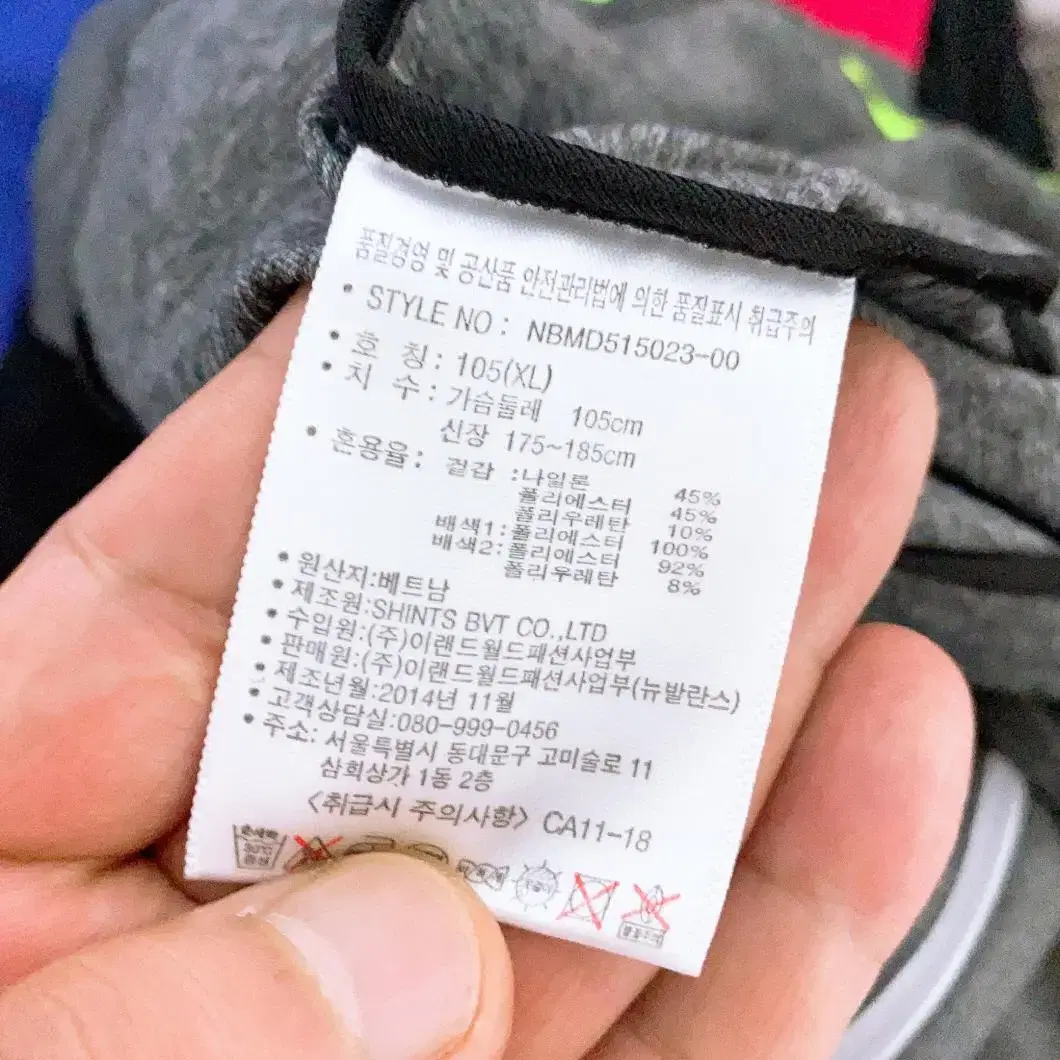 품질경영 및 공산품 안전관리법에 의한 품질표시 취급주의
• STYLE NO : NBMD515023-00
• 호 칭 : 105(XL)
• 치 수 : 가슴둘레 105cm
신장 175~185cm
• 혼용율 : 겉감 : 나일론 45%
폴리에스터 45%
폴리우레탄 10%
배색1: 폴리에스터 100%
배색2: 폴리에스터 92%
폴리우레탄 8%
• 원산지:베트남
• 제조원:SHINTS BVT CO.,LTD
• 수입원:(주)이랜드월드패션사업부
• 판매원:(주)이랜드월드패션사업부(뉴발란스)
• 제조년월:2014년 11월
• 고객상담실:080-999-0456
• 주소: 서울특별시 동대문구 고미술로 11
삼희상가 1동 2층
<취급시 주의사항> CA11-18
손세탁
중성